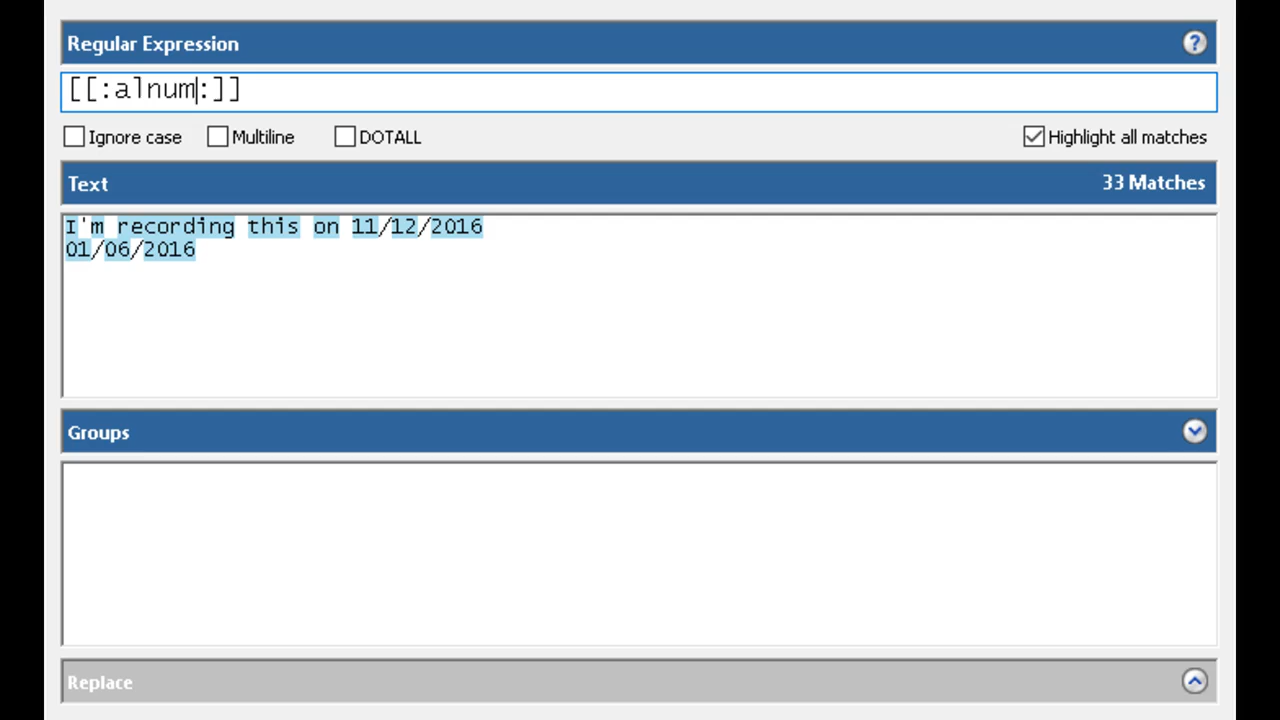 Regular Expression
[[:alnum:]]
Ignore case Multiline DOTALL Highlight all matches
Text 33 Matches
I'm recording this on 11/12/2016
01/06/2016
Groups
Replace